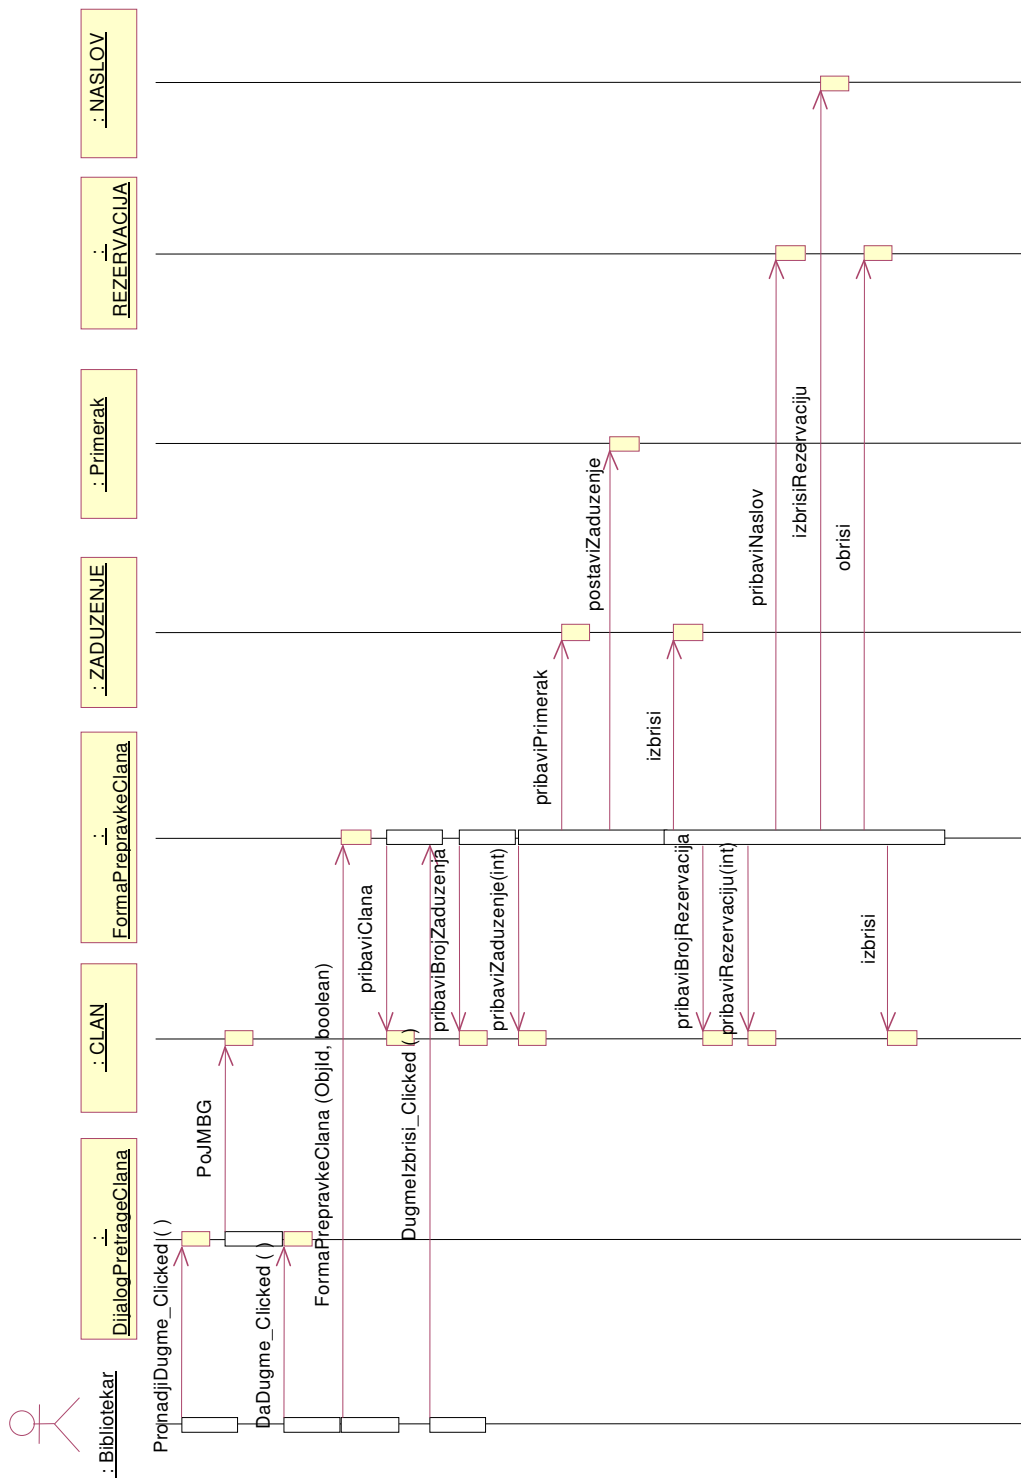 : Bibliotekar
:
DijalogPretrageClana
: CLAN
:
FormaPrepravkeClana
: ZADUZENJE
: Primerak
:
REZERVACIJA
: NASLOV
PronadjiDugme_Clicked ( )
PoJMBG
DaDugme_Clicked ( )
FormaPrepravkeClana (ObjId, boolean)
pribaviClana
DugmeIzbrisi_Clicked ( )
pribaviBrojZaduzenja
pribaviZaduzenje(int)
pribaviPrimerak
postaviZaduzenje
izbrisi
pribaviBrojRezervacija
pribaviRezervaciju(int)
pribaviNaslov
izbrisiRezervaciju
obrisi
izbrisi